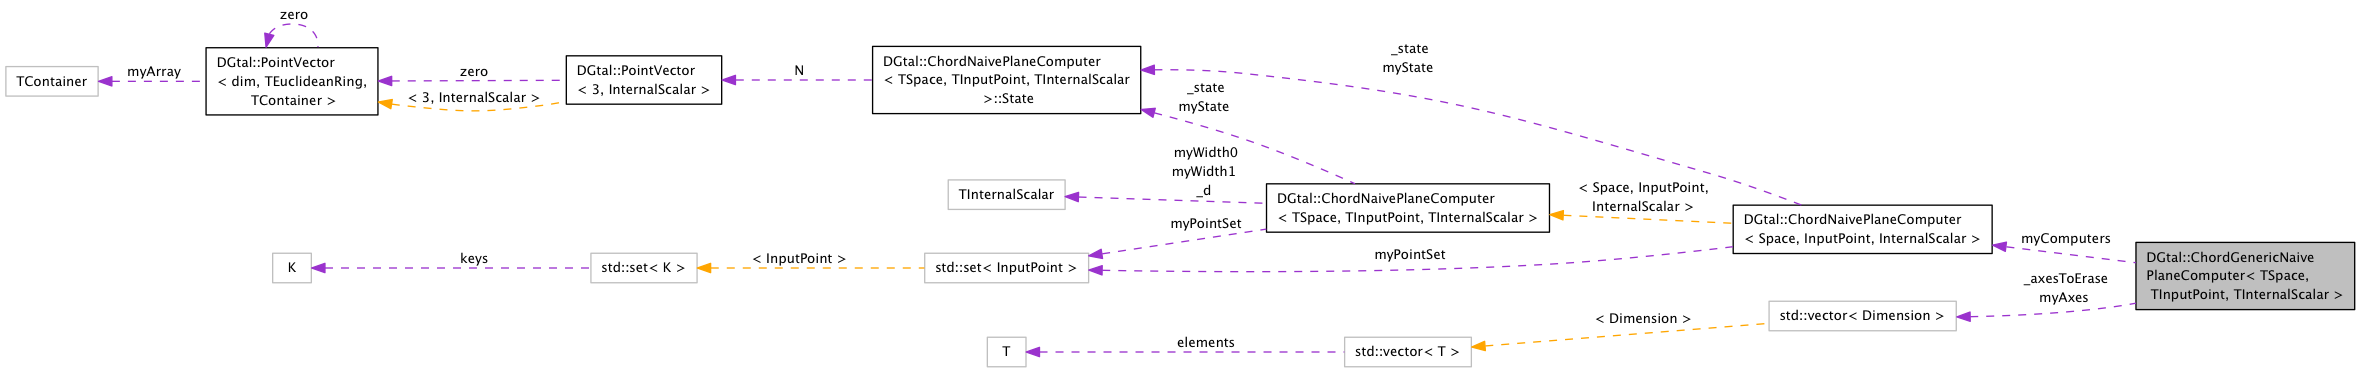 zero
TContainer
myArray
DGtal::PointVector
< dim, TEuclideanRing,
TContainer >
zero
< 3, InternalScalar >
DGtal::PointVector
< 3, InternalScalar >
N
DGtal::ChordNaivePlaneComputer
< TSpace, TInputPoint, TInternalScalar
>::State
_state
myState
_state
myState
myWidth0
myWidth1
_d
TInternalScalar
DGtal::ChordNaivePlaneComputer
< TSpace, TInputPoint, TInternalScalar >
< Space, InputPoint,
InternalScalar >
DGtal::ChordNaivePlaneComputer
< Space, InputPoint, InternalScalar >
myComputers
DGtal::ChordGenericNaive
PlaneComputer< TSpace,
TInputPoint, TInternalScalar >
myPointSet
myPointSet
K
keys
std::set< K >
< InputPoint >
std::set< InputPoint >
_axesToErase
myAxes
std::vector< Dimension >
< Dimension >
T
elements
std::vector< T >